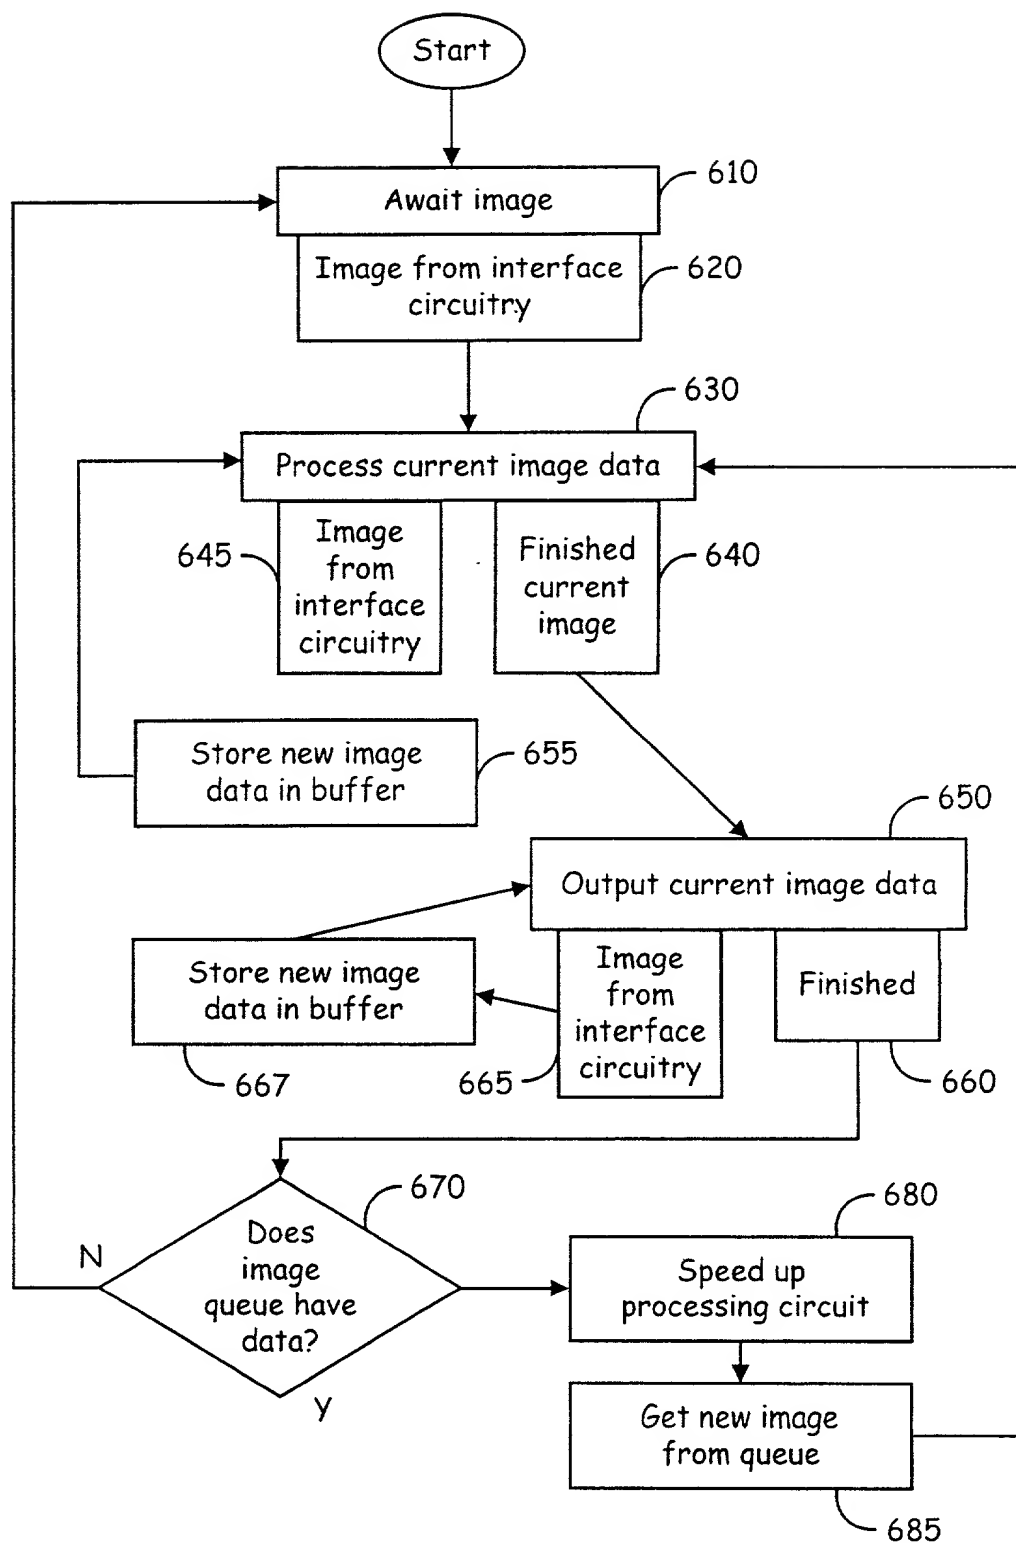 Start
610
Await image
Image from interface
circuitry
620
630
Process current image data
645
Image
from
interface
circuitry
Finished
current
image
640
Store new image
data in buffer
655
650
Output current image data
Store new image
data in buffer
667
Image
from
interface
circuitry
665
Finished
660
670
N
Does
image
queue have
data?
Y
680
Speed up
processing circuit
Get new image
from queue
685